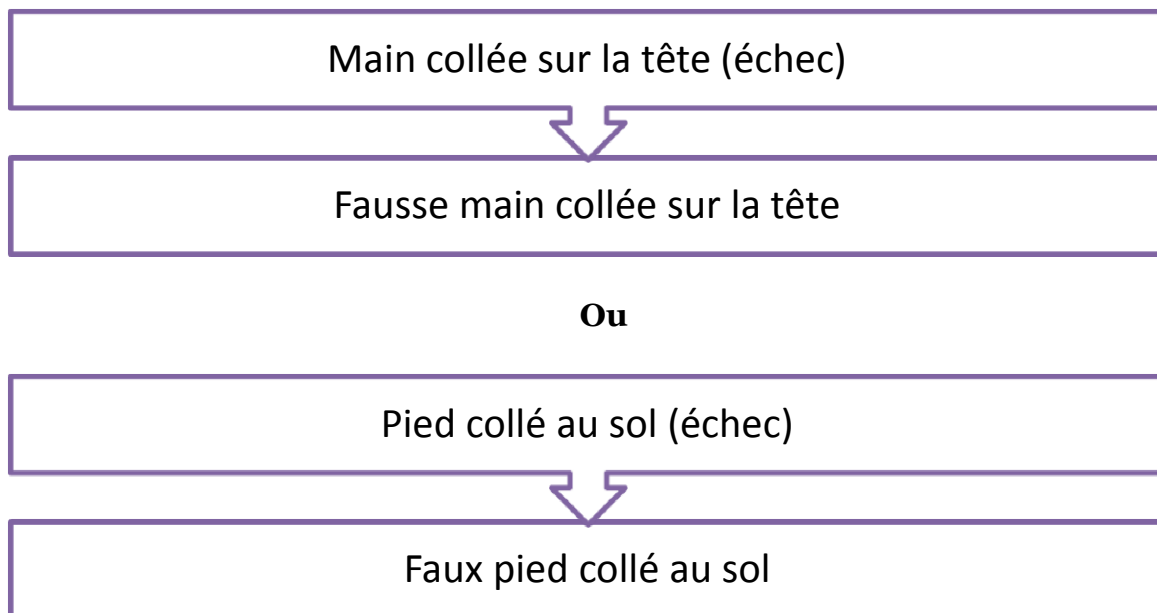 Main collée sur la tête (échec)
Fausse main collée sur la tête
Ou
Pied collé au sol (échec)
Faux pied collé au sol